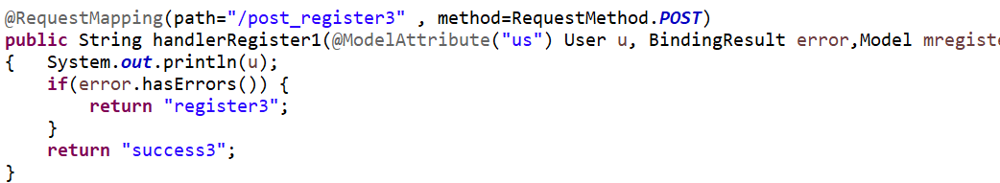 @RequestMapping(path="/post_register3" , method=RequestMethod.POST)
public String handlerRegister1(@ModelAttribute("us") User u, BindingResult error,Model mregiste
{   System.out.println(u);
    if(error.hasErrors()) {
        return "register3";
    }
    return "success3";
}